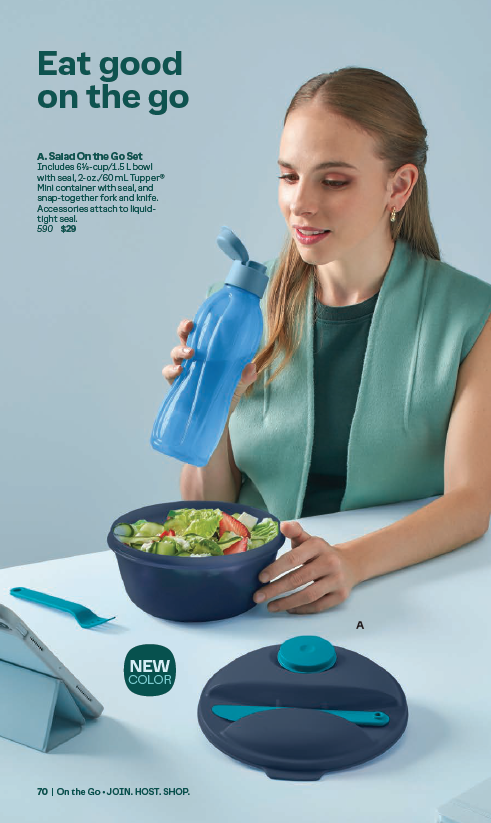 Eat good
on the go
A. Salad On the Go Set
Includes 6⅓-cup/1.5 L bowl
with seal, 2-oz./60 mL Tupper®
Mini container with seal, and
snap-together fork and knife.
Accessories attach to liquid-
tight seal.
590 $29
A
NEW
COLOR
70 | On the Go • JOIN. HOST. SHOP.